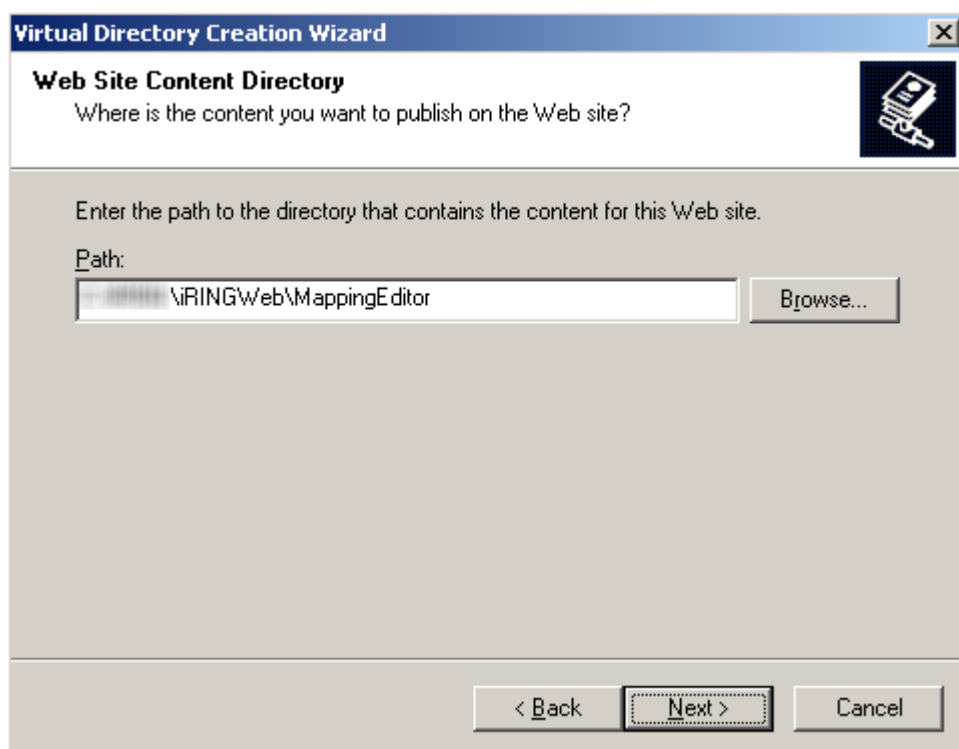 Virtual Directory Creation Wizard
Web Site Content Directory
Where is the content you want to publish on the Web site?
Enter the path to the directory that contains the content for this Web site.
Path:
\iRINGWeb\MappingEditor
Browse...
< Back
Next >
Cancel